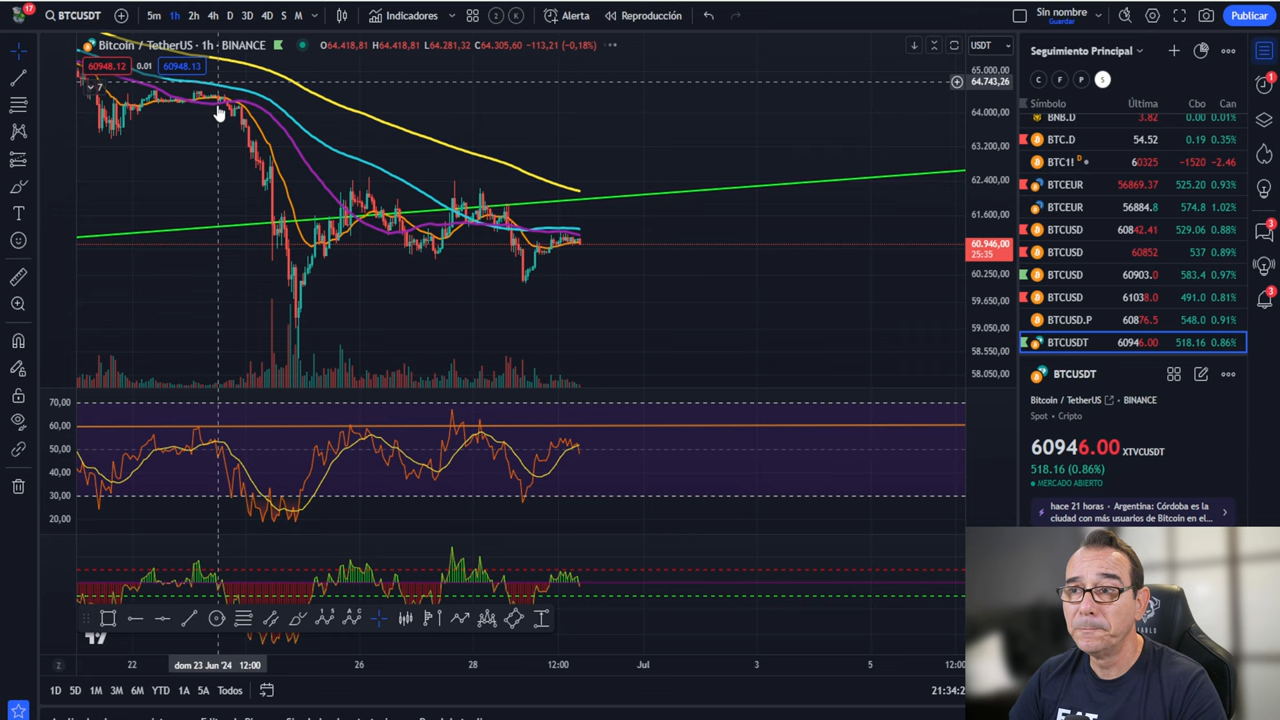 17
BTCUSDT
5m 1h 2h 4h D 3D 4D S M
Indicadores
2 K
Alerta
Reproducción
Sin nombre
Guardar
Publicar
Bitcoin / TetherUS · 1h · BINANCE
O64.418,81 H64.418,81 L64.281,32 C64.305,60 −113,21 (−0,18%)
60948.12 0.01 60948.13
7
USDT
65.000,00
64.743,26
64.000,00
63.200,00
62.400,00
61.600,00
60.946,00
25:35
60.250,00
59.650,00
59.050,00
58.550,00
58.050,00
70,00
60,00
50,00
40,00
30,00
20,00
Z
22
dom 23 Jun '24 12:00
26
28
12:00
Jul
3
5
12:00
1D 5D 1M 3M 6M YTD 1A 5A Todos
21:34:2
Seguimiento Principal
C F P S
Símbolo Última Cbo Can
BNB.D 3.82 0.00 0.01%
BTC.D 54.52 0.19 0.35%
BTC1! D 60325 -1520 -2.46
BTCEUR 56869.37 525.20 0.93%
BTCEUR 56884.8 574.8 1.02%
BTCUSD 60842.41 529.06 0.88%
BTCUSD 60852 537 0.89%
BTCUSD 60903.0 583.4 0.97%
BTCUSD 61038.0 491.0 0.81%
BTCUSD.P 60876.5 548.0 0.91%
BTCUSDT 60946.00 518.16 0.86%
BTCUSDT
Bitcoin / TetherUS · BINANCE
Spot · Cripto
60946.00 XTVCUSDT
518.16 (0.86%)
MERCADO ABIERTO
hace 21 horas · Argentina: Córdoba es la
ciudad con más usuarios de Bitcoin en el...
1
3
3